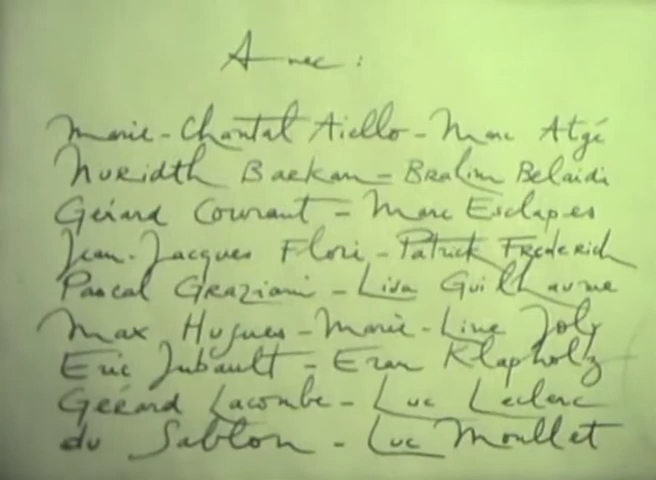 Avec :
Marie-Chantal Aiello - Marc Atgé
Nuridth Barkan - Brahim Belaidi
Gérard Courant - Marc Esclapes
Jean-Jacques Flori - Patrick Frederich
Pascal Graziani - Lisa Guilhaume
Max Hugues - Marie-Line Joly
Eric Jubault - Eran Klapholz
Gérard Lacombe - Luc Leclerc
du Sablon - Luc Moullet